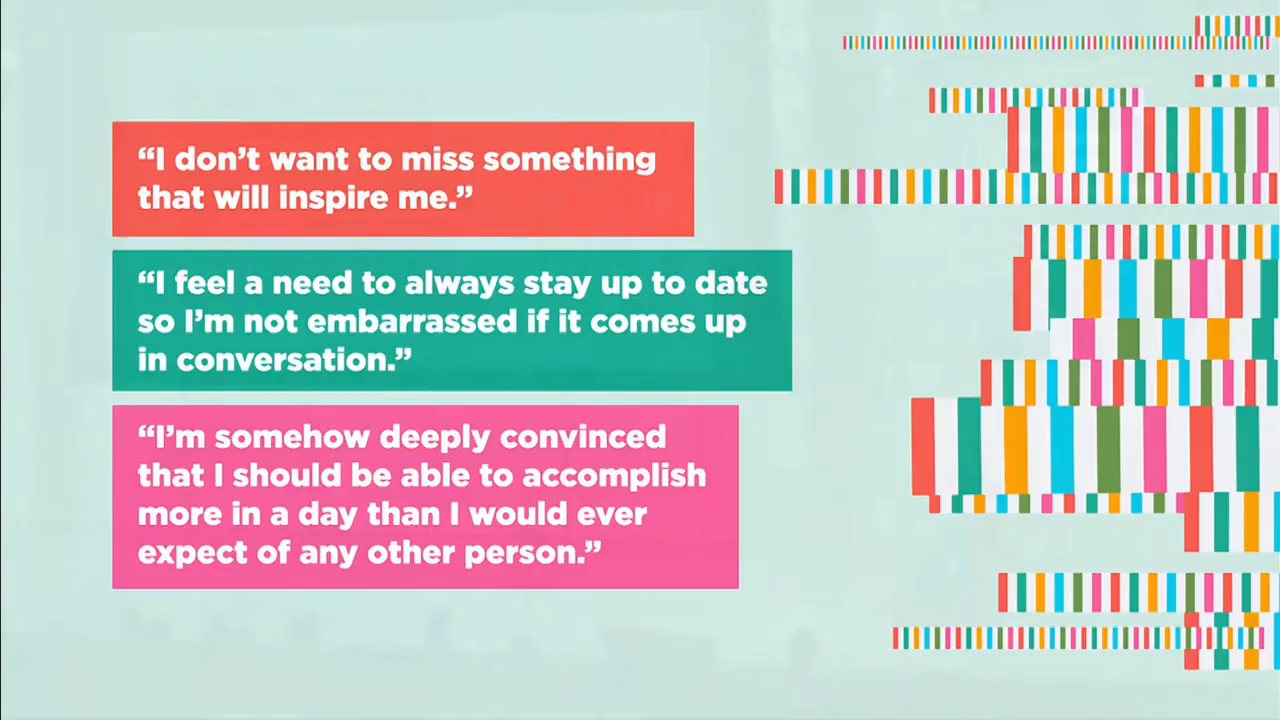 “I don’t want to miss something
that will inspire me.”
“I feel a need to always stay up to date
so I’m not embarrassed if it comes up
in conversation.”
“I’m somehow deeply convinced
that I should be able to accomplish
more in a day than I would ever
expect of any other person.”